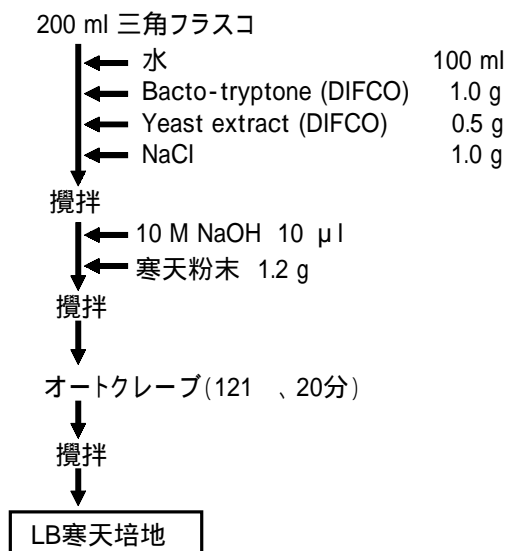 200 ml 三角フラスコ
水 100 ml
Bacto-tryptone (DIFCO) 1.0 g
Yeast extract (DIFCO) 0.5 g
NaCl 1.0 g
攪拌
10 M NaOH 10 μl
寒天粉末 1.2 g
攪拌
オートクレーブ(121 、20分)
攪拌
LB寒天培地